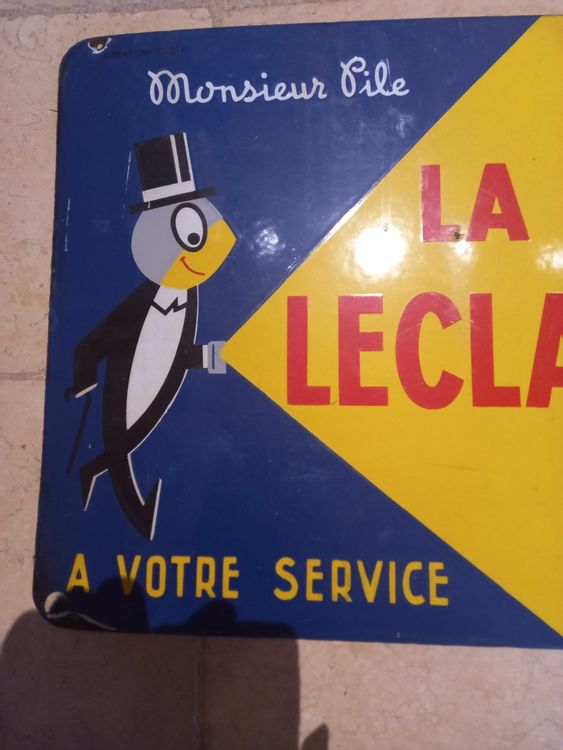 Monsieur Pile
LA
LECLA
A VOTRE SERVICE